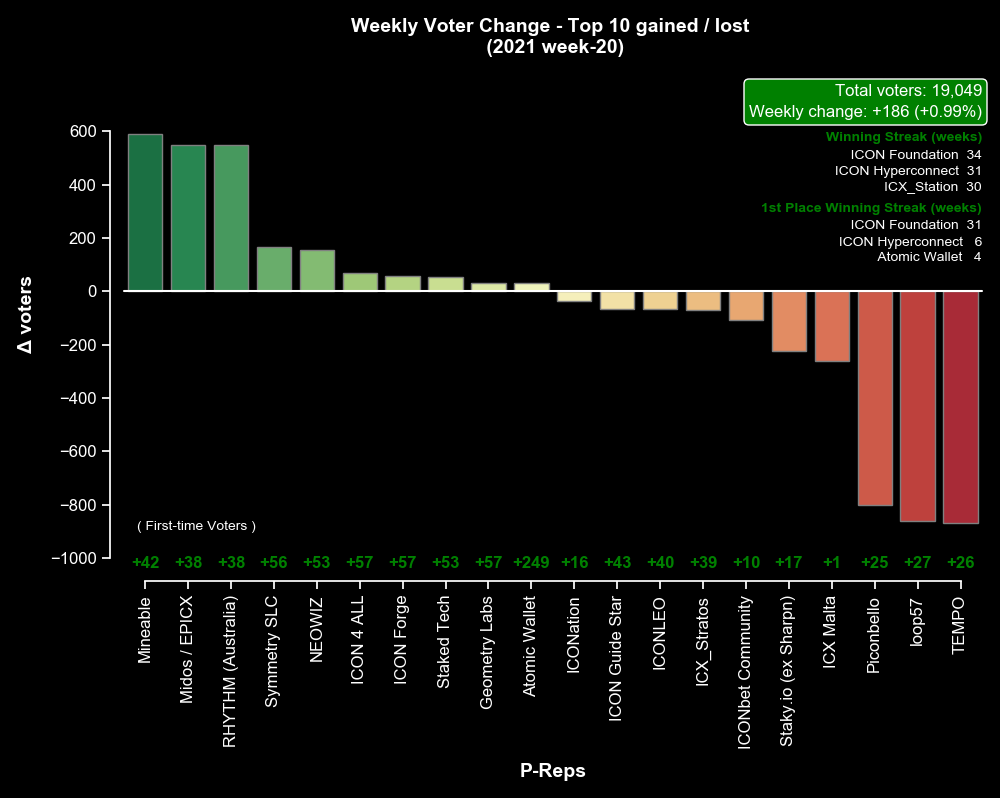 Weekly Voter Change - Top 10 gained / lost
(2021 week-20)
Total voters: 19,049
Weekly change: +186 (+0.99%)
Winning Streak (weeks)
ICON Foundation 34
ICON Hyperconnect 31
ICX_Station 30
1st Place Winning Streak (weeks)
ICON Foundation 31
ICON Hyperconnect 6
Atomic Wallet 4
Δ voters
600
400
200
0
−200
−400
−600
−800
−1000
( First-time Voters )
+42 +38 +38 +56 +53 +57 +57 +53 +57 +249 +16 +43 +40 +39 +10 +17 +1 +25 +27 +26
Mineable
Midos / EPICX
RHYTHM (Australia)
Symmetry SLC
NEOWIZ
ICON 4 ALL
ICON Forge
Staked Tech
Geometry Labs
Atomic Wallet
ICONation
ICON Guide Star
ICONLEO
ICX_Stratos
ICONbet Community
Staky.io (ex Sharpn)
ICX Malta
Piconbello
loop57
TEMPO
P-Reps